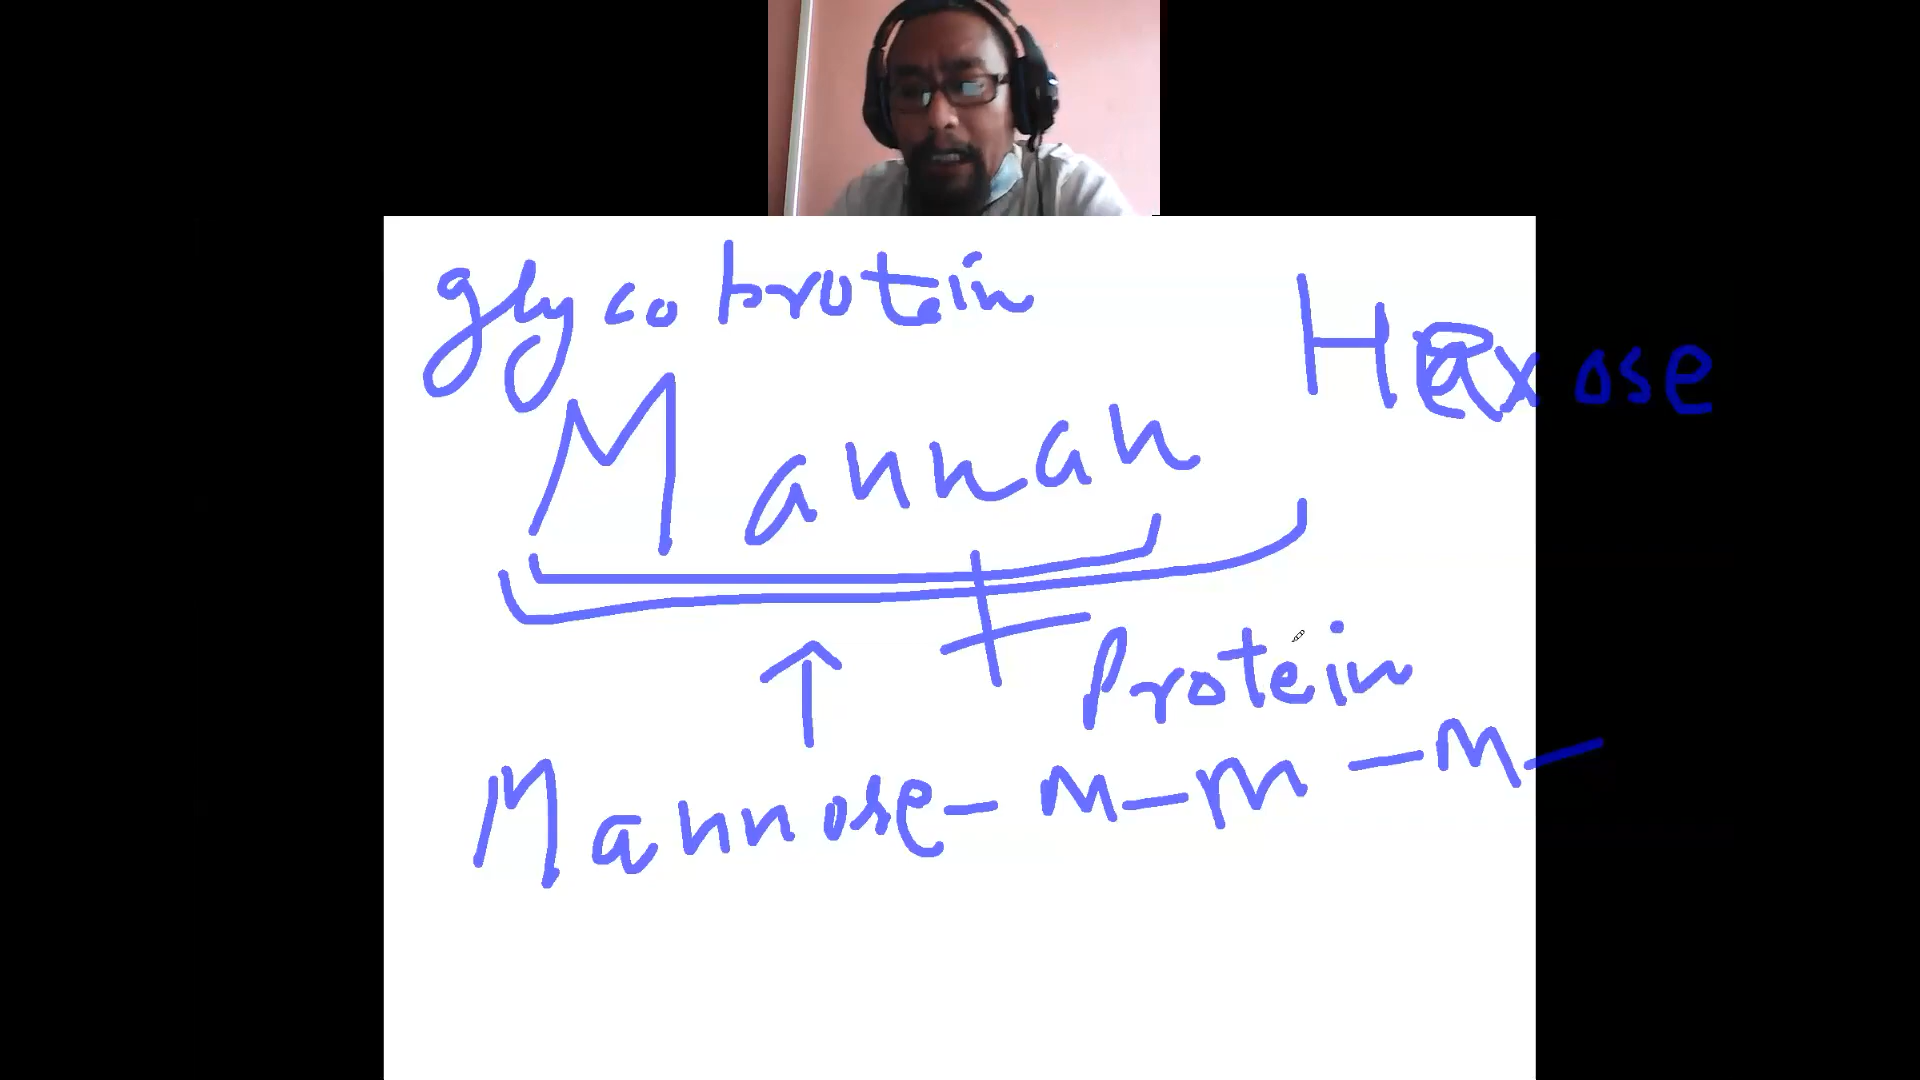 glycoprotein
Hexose
Mannan
Protein
Mannose - m - m - m -